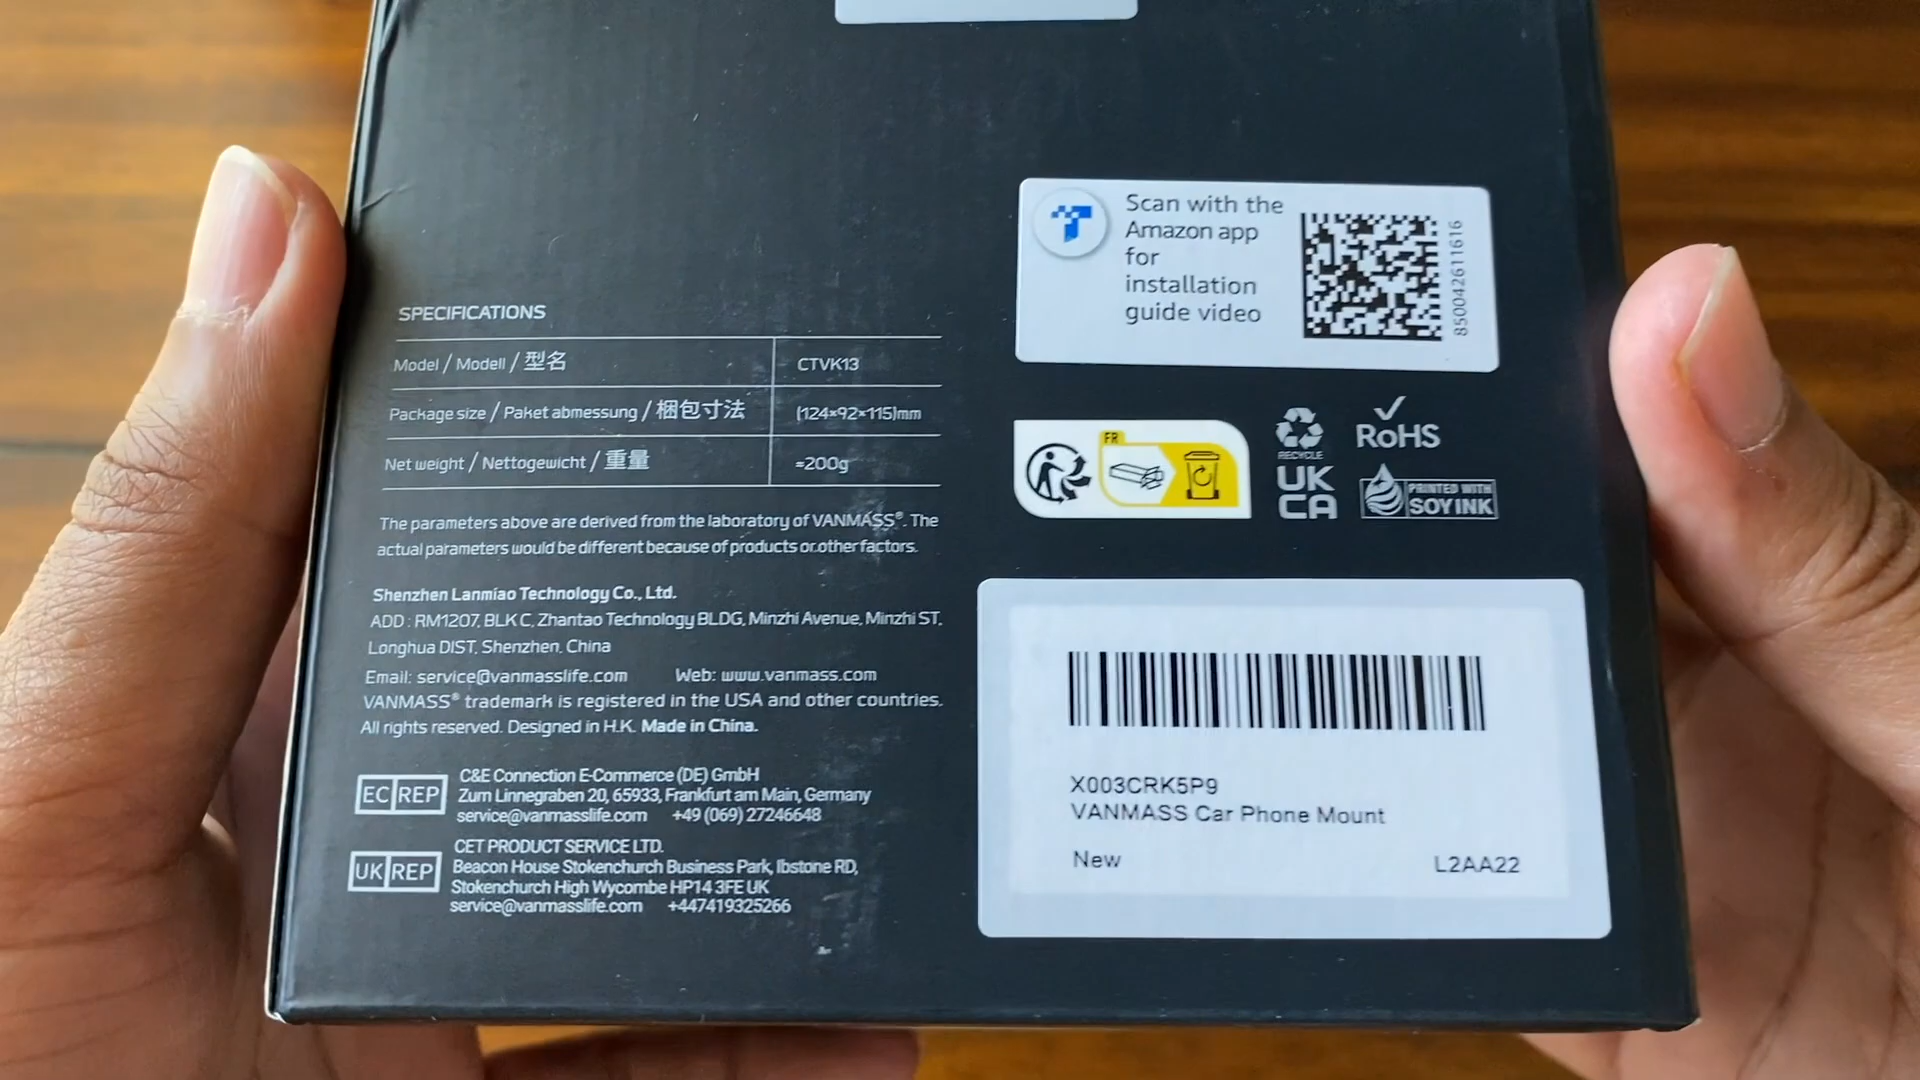 SPECIFICATIONS
Model / Modell / 型名 CTVK13
Package size / Paket abmessung / 梱包寸法 (124×92×115)mm
Net weight / Nettogewicht / 重量 ≈200g
The parameters above are derived from the laboratory of VANMASS®. The
actual parameters would be different because of products or other factors.
Shenzhen Lanmiao Technology Co., Ltd.
ADD : RM1207, BLK C, Zhantao Technology BLDG, Minzhi Avenue, Minzhi ST,
Longhua DIST, Shenzhen, China
Email: service@vanmasslife.com Web: www.vanmass.com
VANMASS® trademark is registered in the USA and other countries.
All rights reserved. Designed in H.K. Made in China.
EC REP
C&E Connection E-Commerce (DE) GmbH
Zum Linnegraben 20, 65933, Frankfurt am Main, Germany
service@vanmasslife.com +49 (069) 27246648
UK REP
CET PRODUCT SERVICE LTD.
Beacon House Stokenchurch Business Park, Ibstone RD,
Stokenchurch High Wycombe HP14 3FE UK
service@vanmasslife.com +447419325266
Scan with the
Amazon app
for
installation
guide video
850042611616
FR
RECYCLE
RoHS
UK
CA
PRINTED WITH
SOY INK
X003CRK5P9
VANMASS Car Phone Mount
New L2AA22